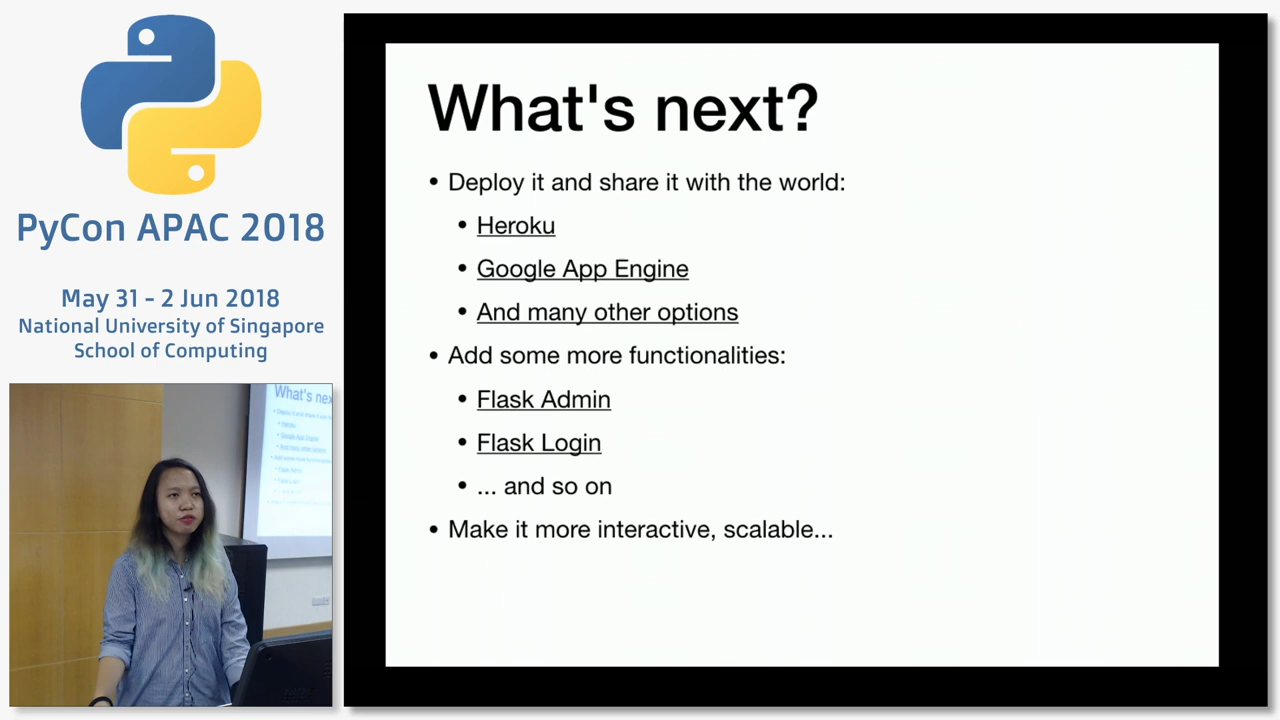 PyCon APAC 2018
May 31 - 2 Jun 2018
National University of Singapore
School of Computing
What's next?
• Deploy it and share it with the world:
• Heroku
• Google App Engine
• And many other options
• Add some more functionalities:
• Flask Admin
• Flask Login
• ... and so on
• Make it more interactive, scalable...
What's nex